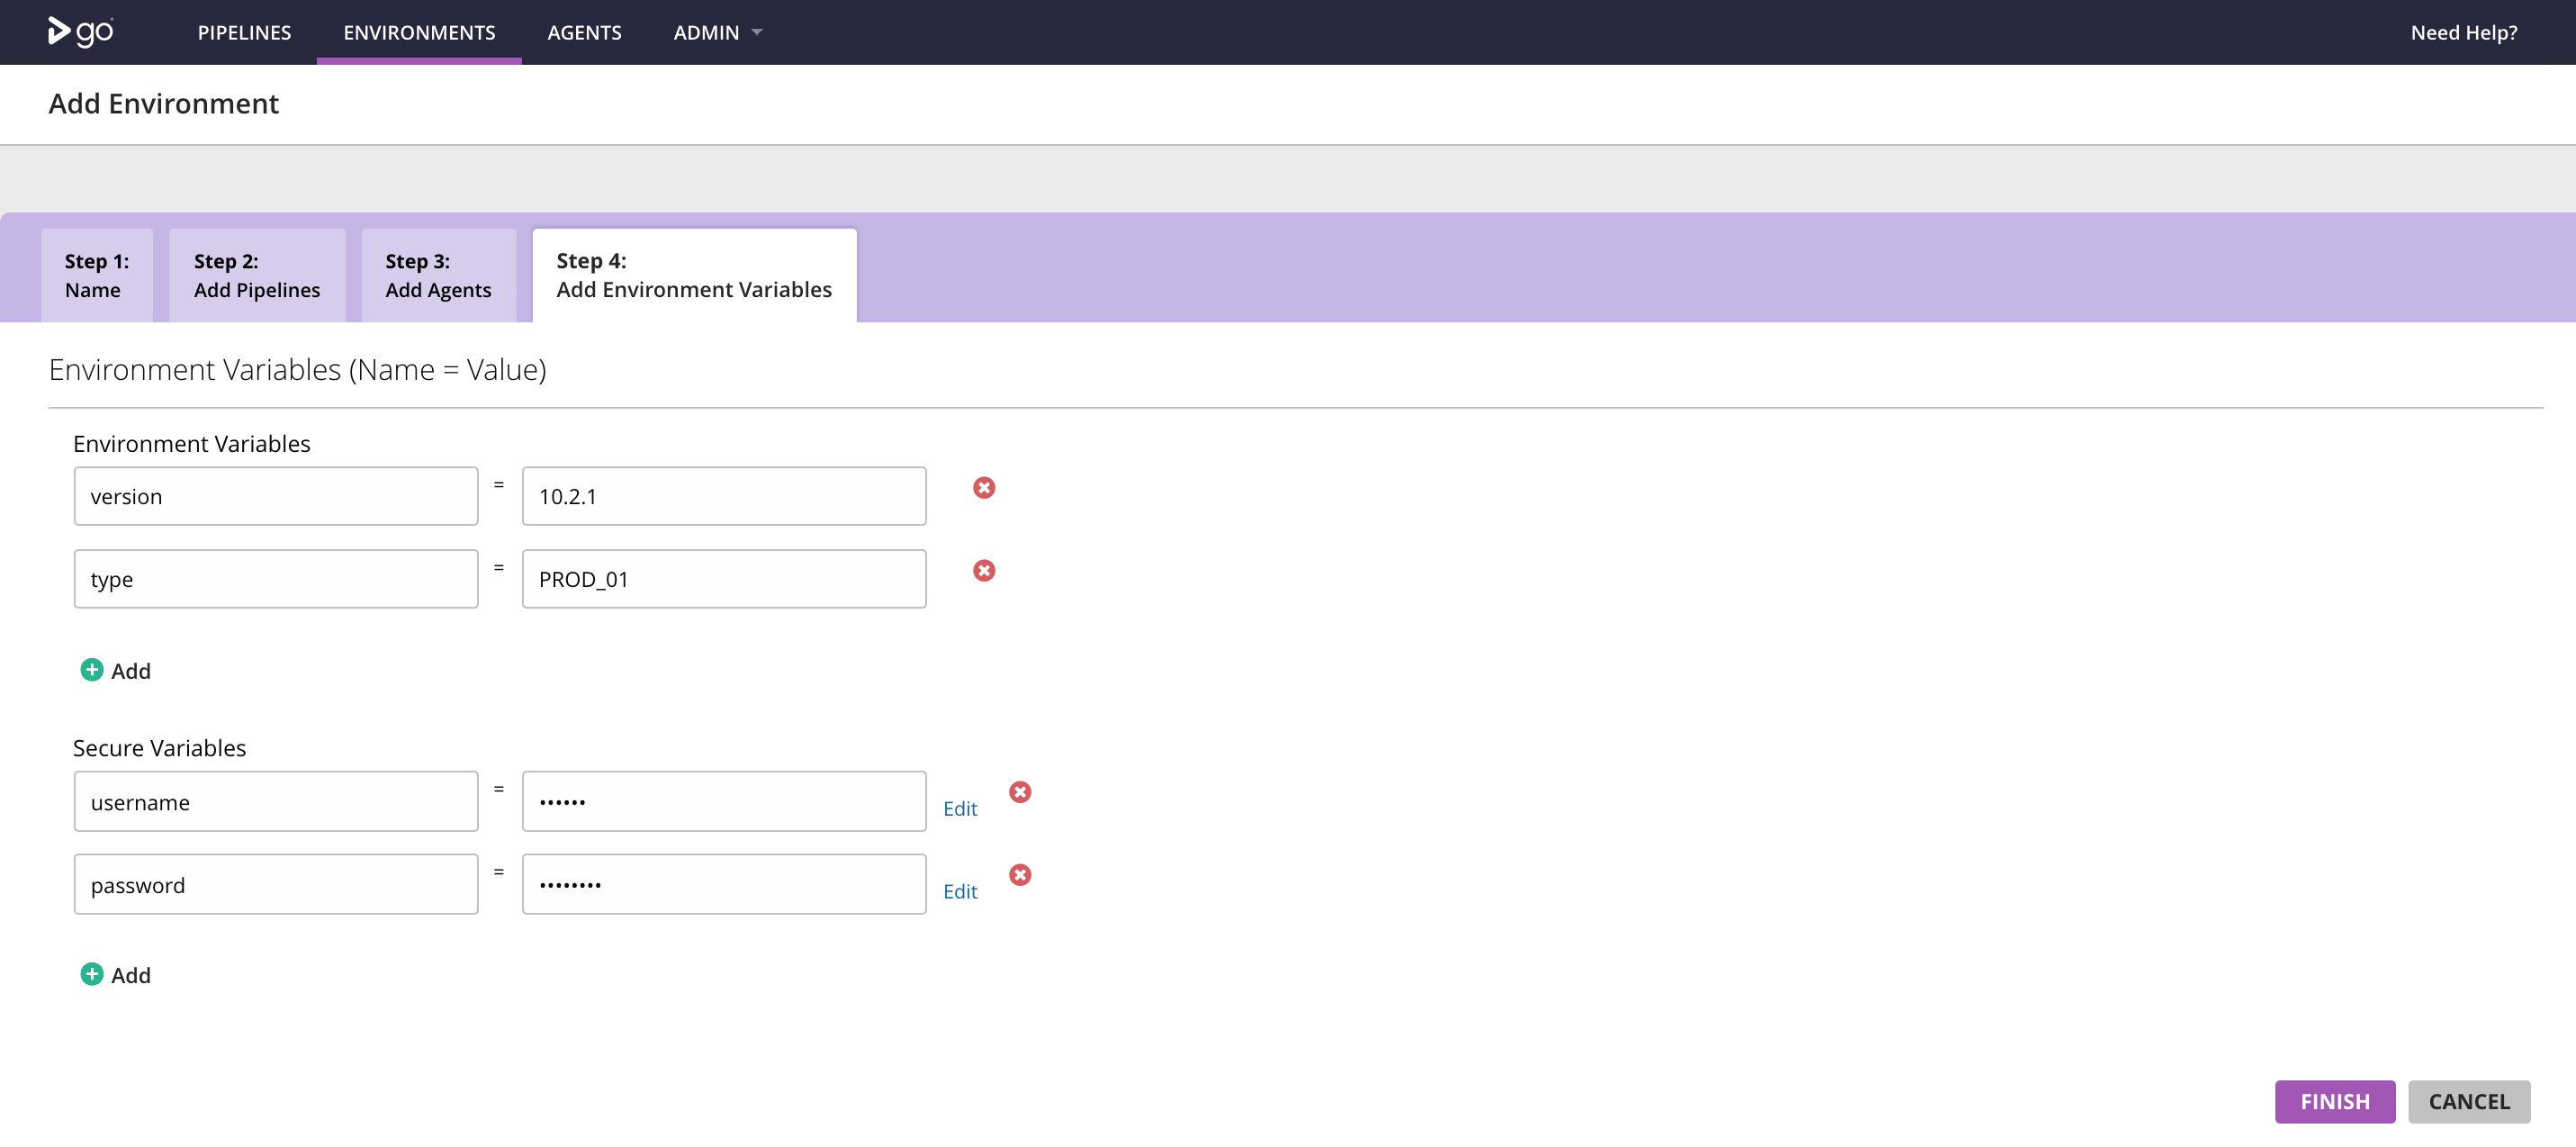 go PIPELINES ENVIRONMENTS AGENTS ADMIN Need Help?
Add Environment
Step 1:
Name
Step 2:
Add Pipelines
Step 3:
Add Agents
Step 4:
Add Environment Variables
Environment Variables (Name = Value)
Environment Variables
version = 10.2.1
type = PROD_01
Add
Secure Variables
username = •••••• Edit
password = •••••••• Edit
Add
FINISH CANCEL